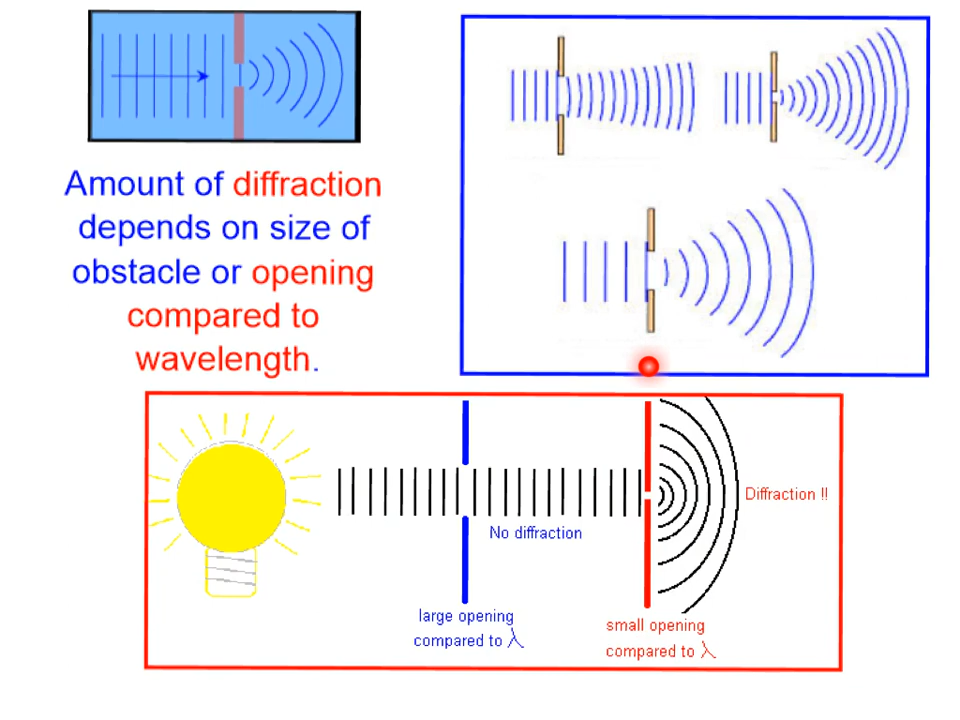 Amount of diffraction
depends on size of
obstacle or opening
compared to
wavelength.
Diffraction !!
No diffraction
large opening
compared to λ
small opening
compared to λ